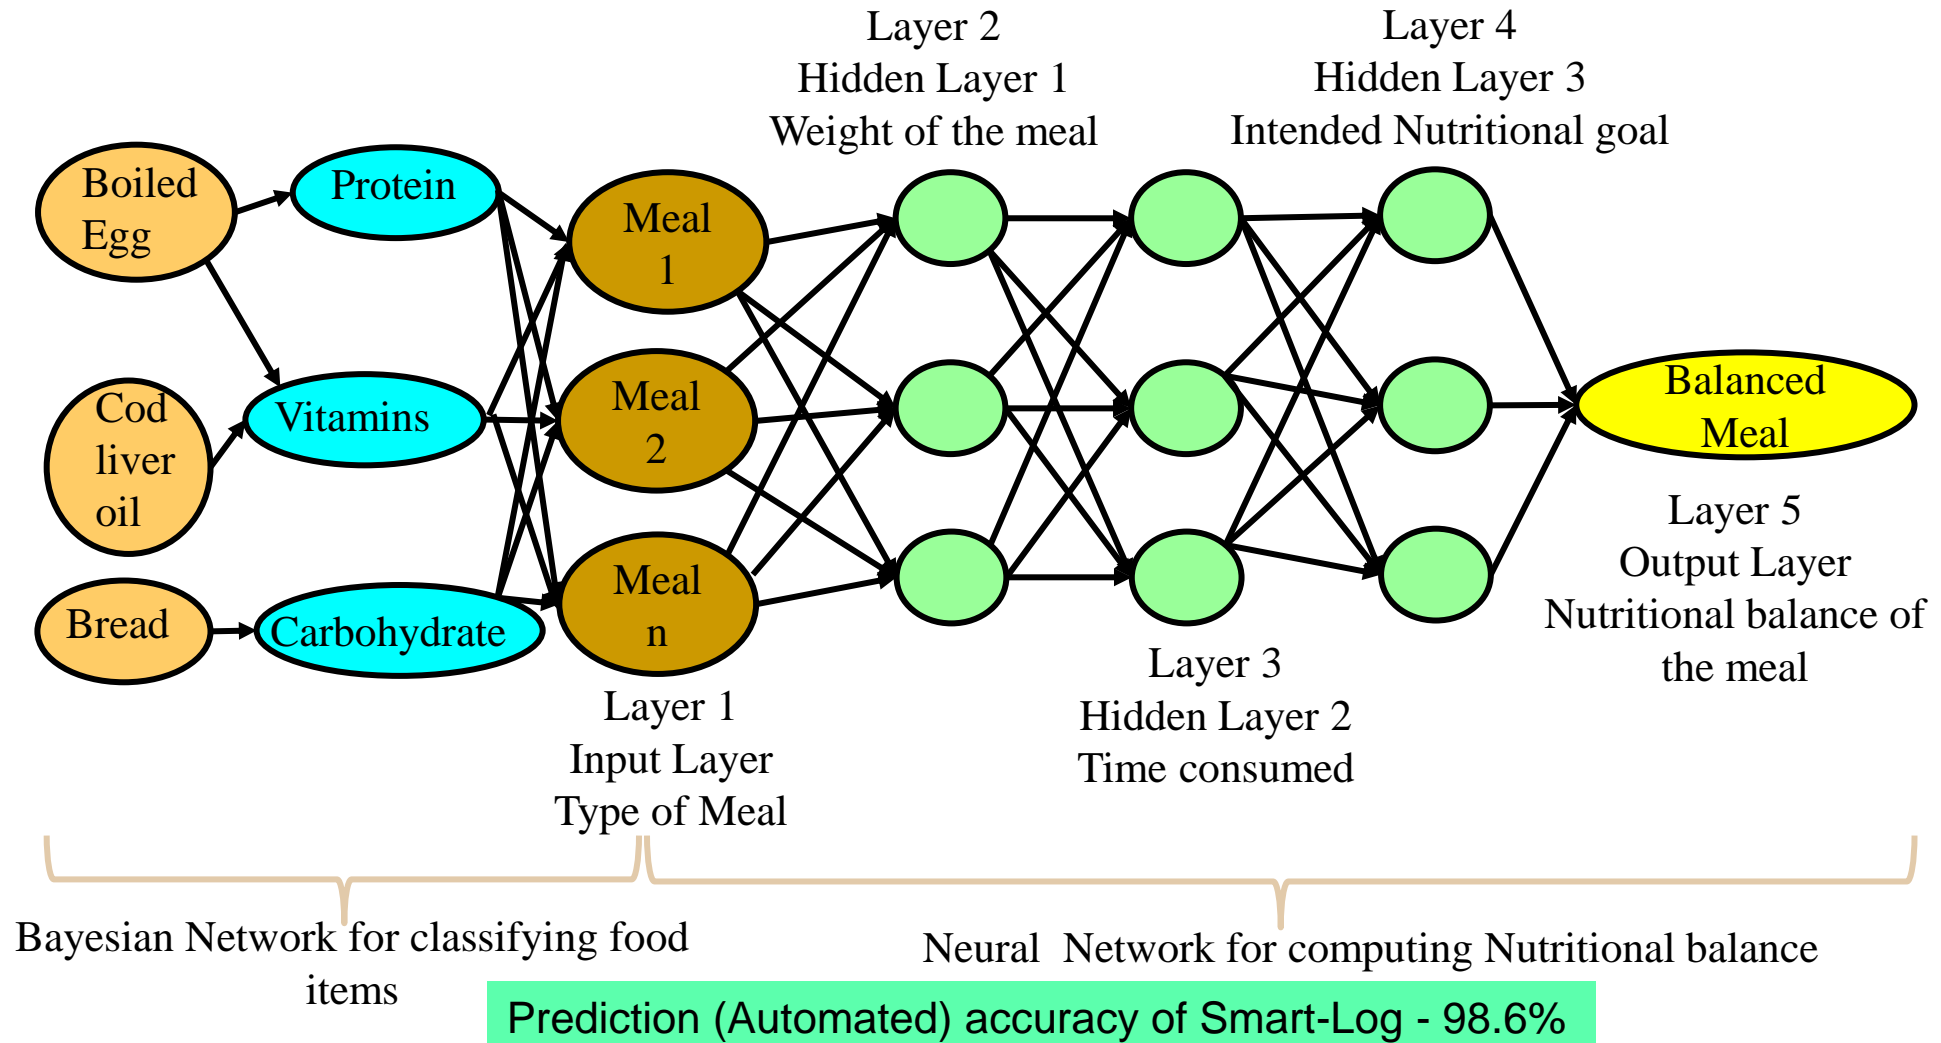 Layer 2
Hidden Layer 1
Weight of the meal
Layer 4
Hidden Layer 3
Intended Nutritional goal
Boiled
Egg
Protein
Meal
1
Cod
liver
oil
Vitamins
Meal
2
Balanced
Meal
Bread
Carbohydrate
Meal
n
Layer 5
Output Layer
Nutritional balance of
the meal
Layer 1
Input Layer
Type of Meal
Layer 3
Hidden Layer 2
Time consumed
Bayesian Network for classifying food
items
Neural  Network for computing Nutritional balance
Prediction (Automated) accuracy of Smart-Log - 98.6%